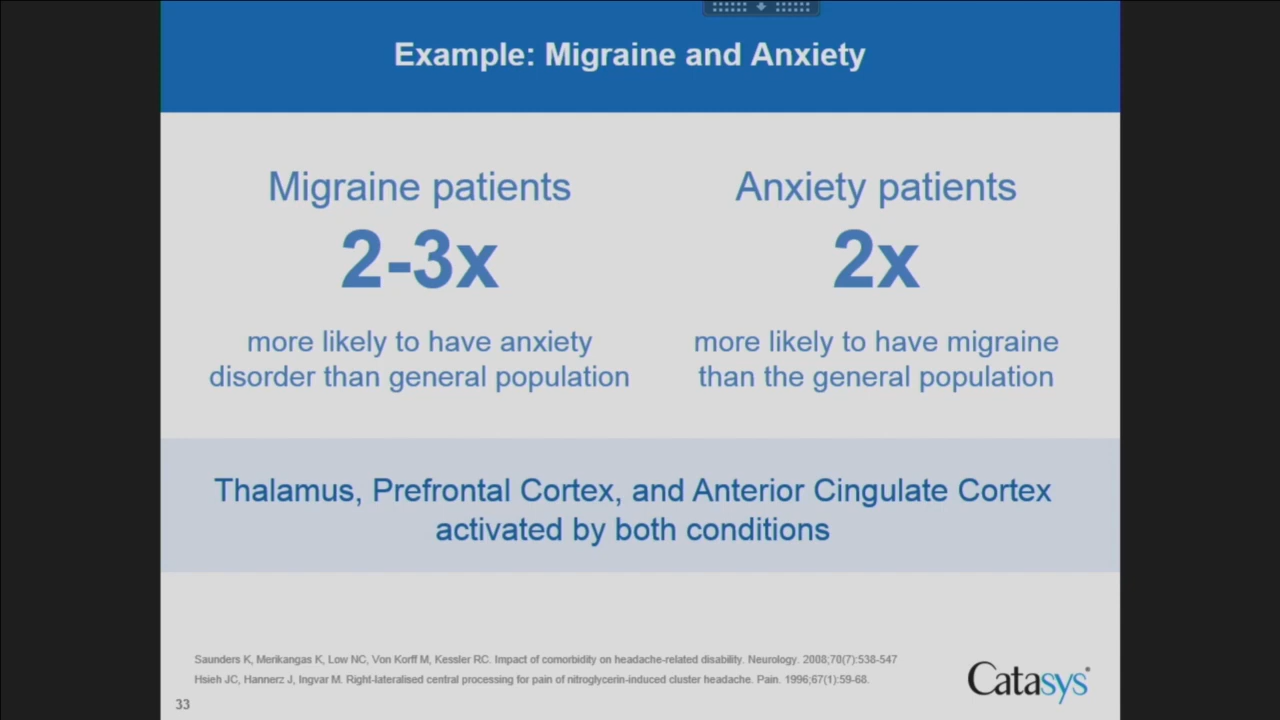 Example: Migraine and Anxiety
Migraine patients
2-3x
more likely to have anxiety
disorder than general population
Anxiety patients
2x
more likely to have migraine
than the general population
Thalamus, Prefrontal Cortex, and Anterior Cingulate Cortex
activated by both conditions
Saunders K, Merikangas K, Low NC, Von Korff M, Kessler RC. Impact of comorbidity on headache-related disability. Neurology. 2008;70(7):538-547
Hsieh JC, Hannerz J, Ingvar M. Right-lateralised central processing for pain of nitroglycerin-induced cluster headache. Pain. 1996;67(1):59-68.
Catasys®
33